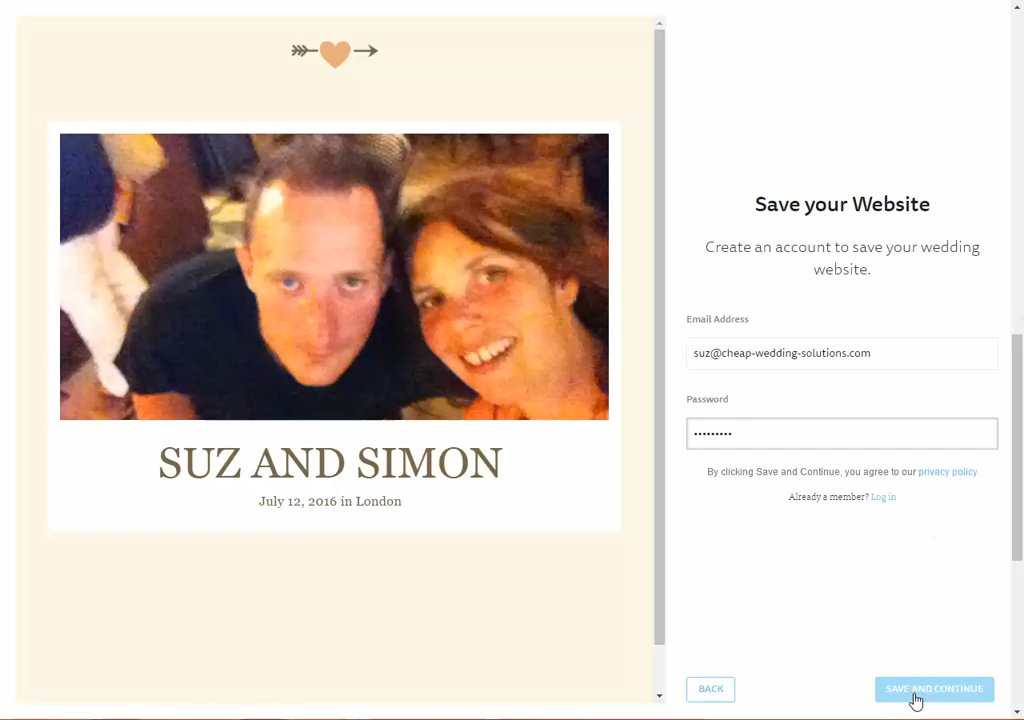 SUZ AND SIMON
July 12, 2016 in London
Save your Website
Create an account to save your wedding
website.
Email Address
suz@cheap-wedding-solutions.com
Password
•••••••••
By clicking Save and Continue, you agree to our privacy policy
Already a member? Log in
BACK
SAVE AND CONTINUE